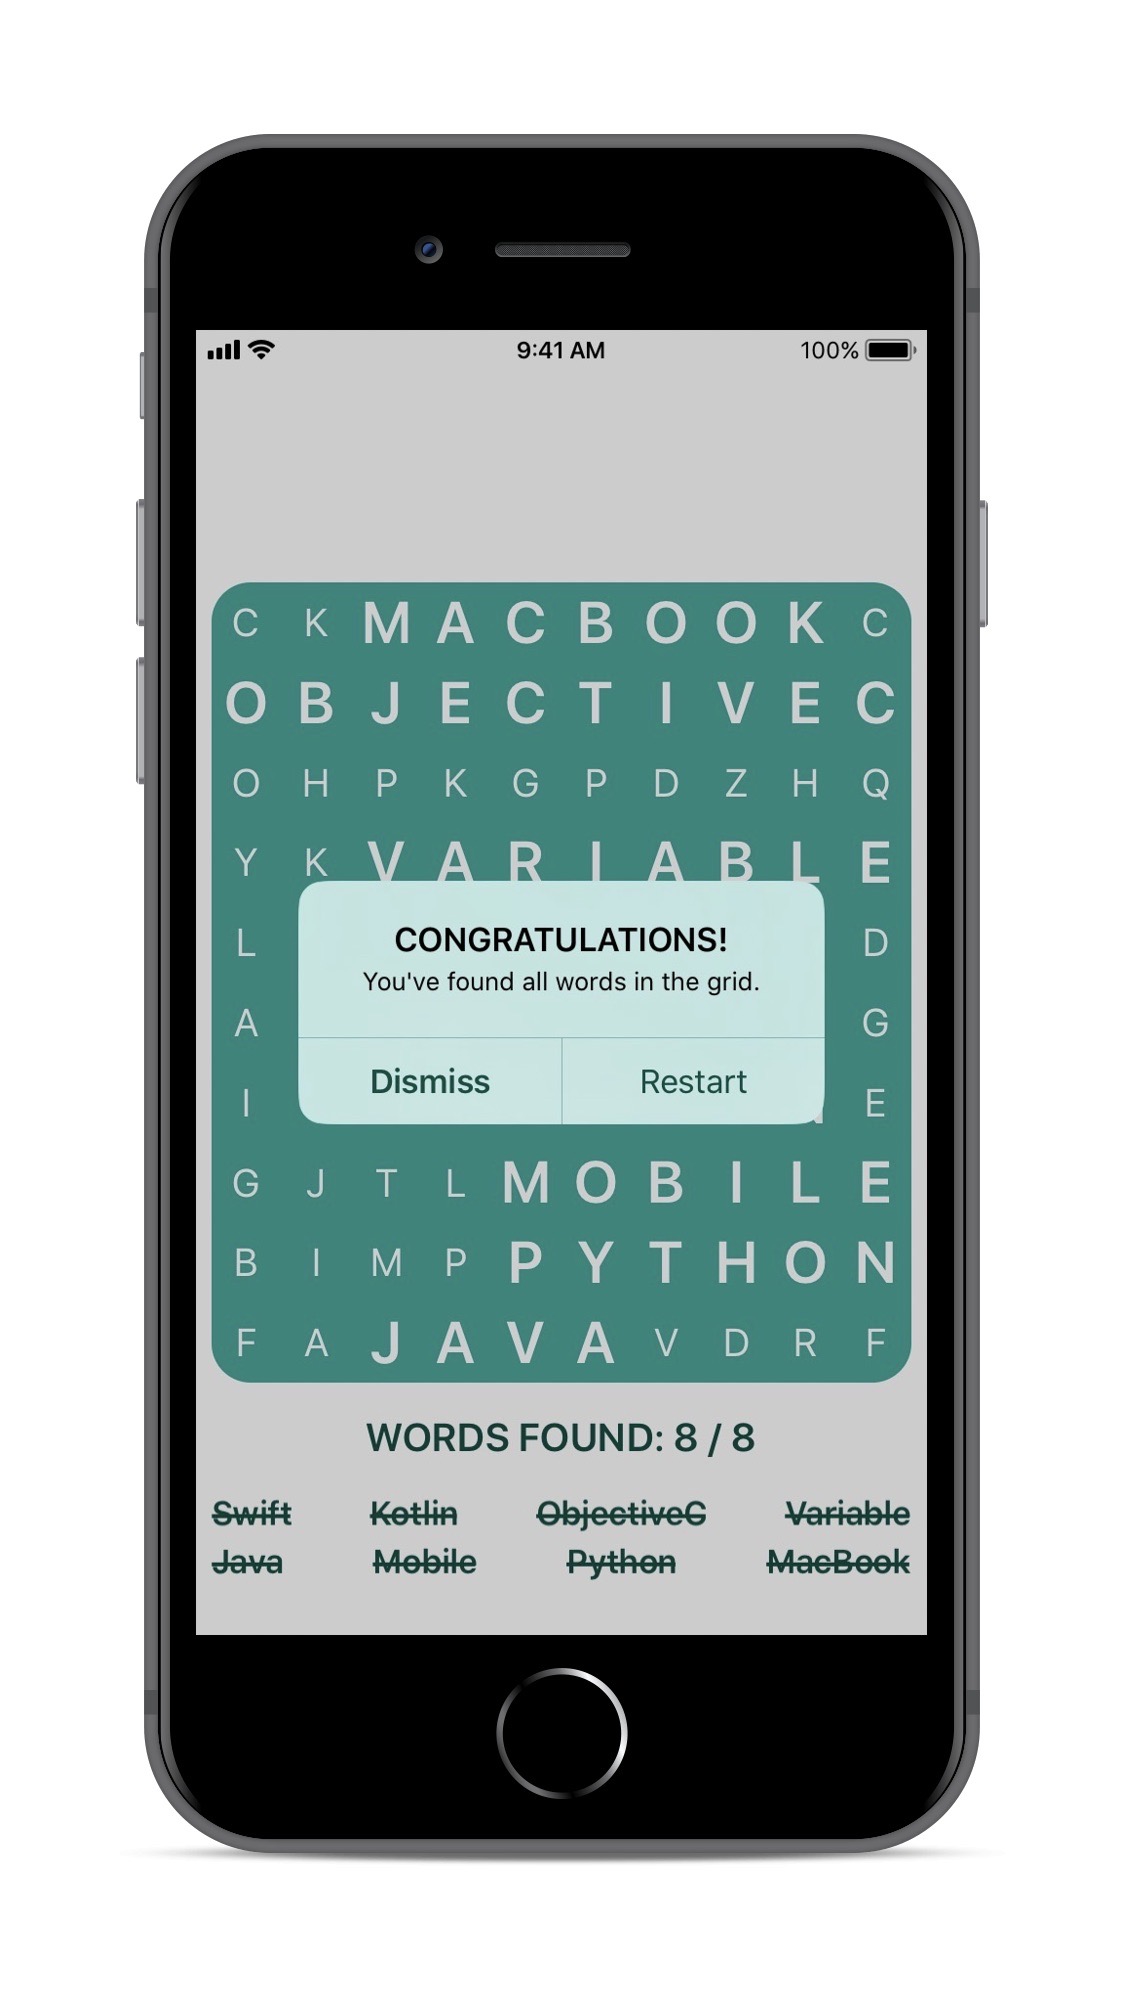 9:41 AM 100%
C K M A C B O O K C
O B J E C T I V E C
O H P K G P D Z H Q
Y K V A R I A B L E
L D
CONGRATULATIONS!
You've found all words in the grid.
A G
Dismiss Restart
I E
G J T L M O B I L E
B I M P P Y T H O N
F A J A V A V D R F
WORDS FOUND: 8 / 8
Swift Kotlin ObjectiveC Variable
Java Mobile Python MacBook